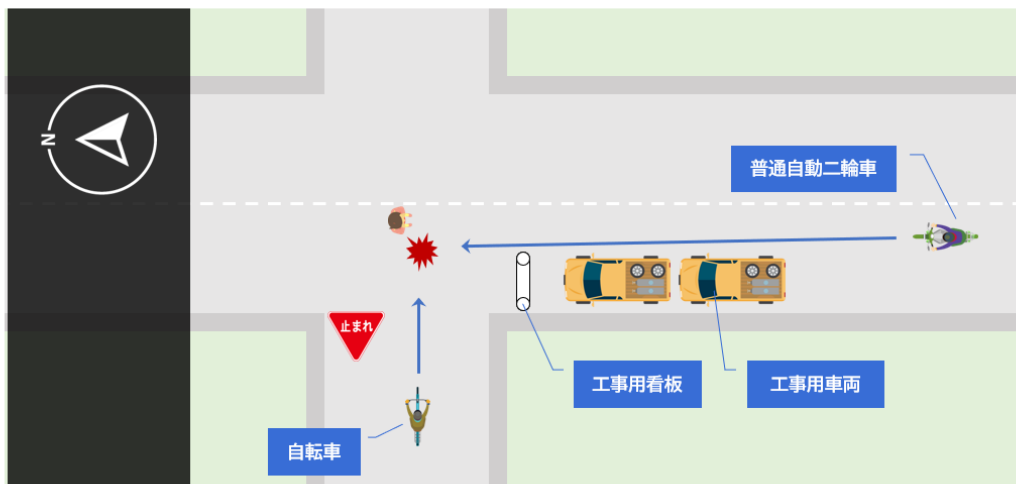 N
普通自動二輪車
止まれ
工事用看板
工事用車両
自転車